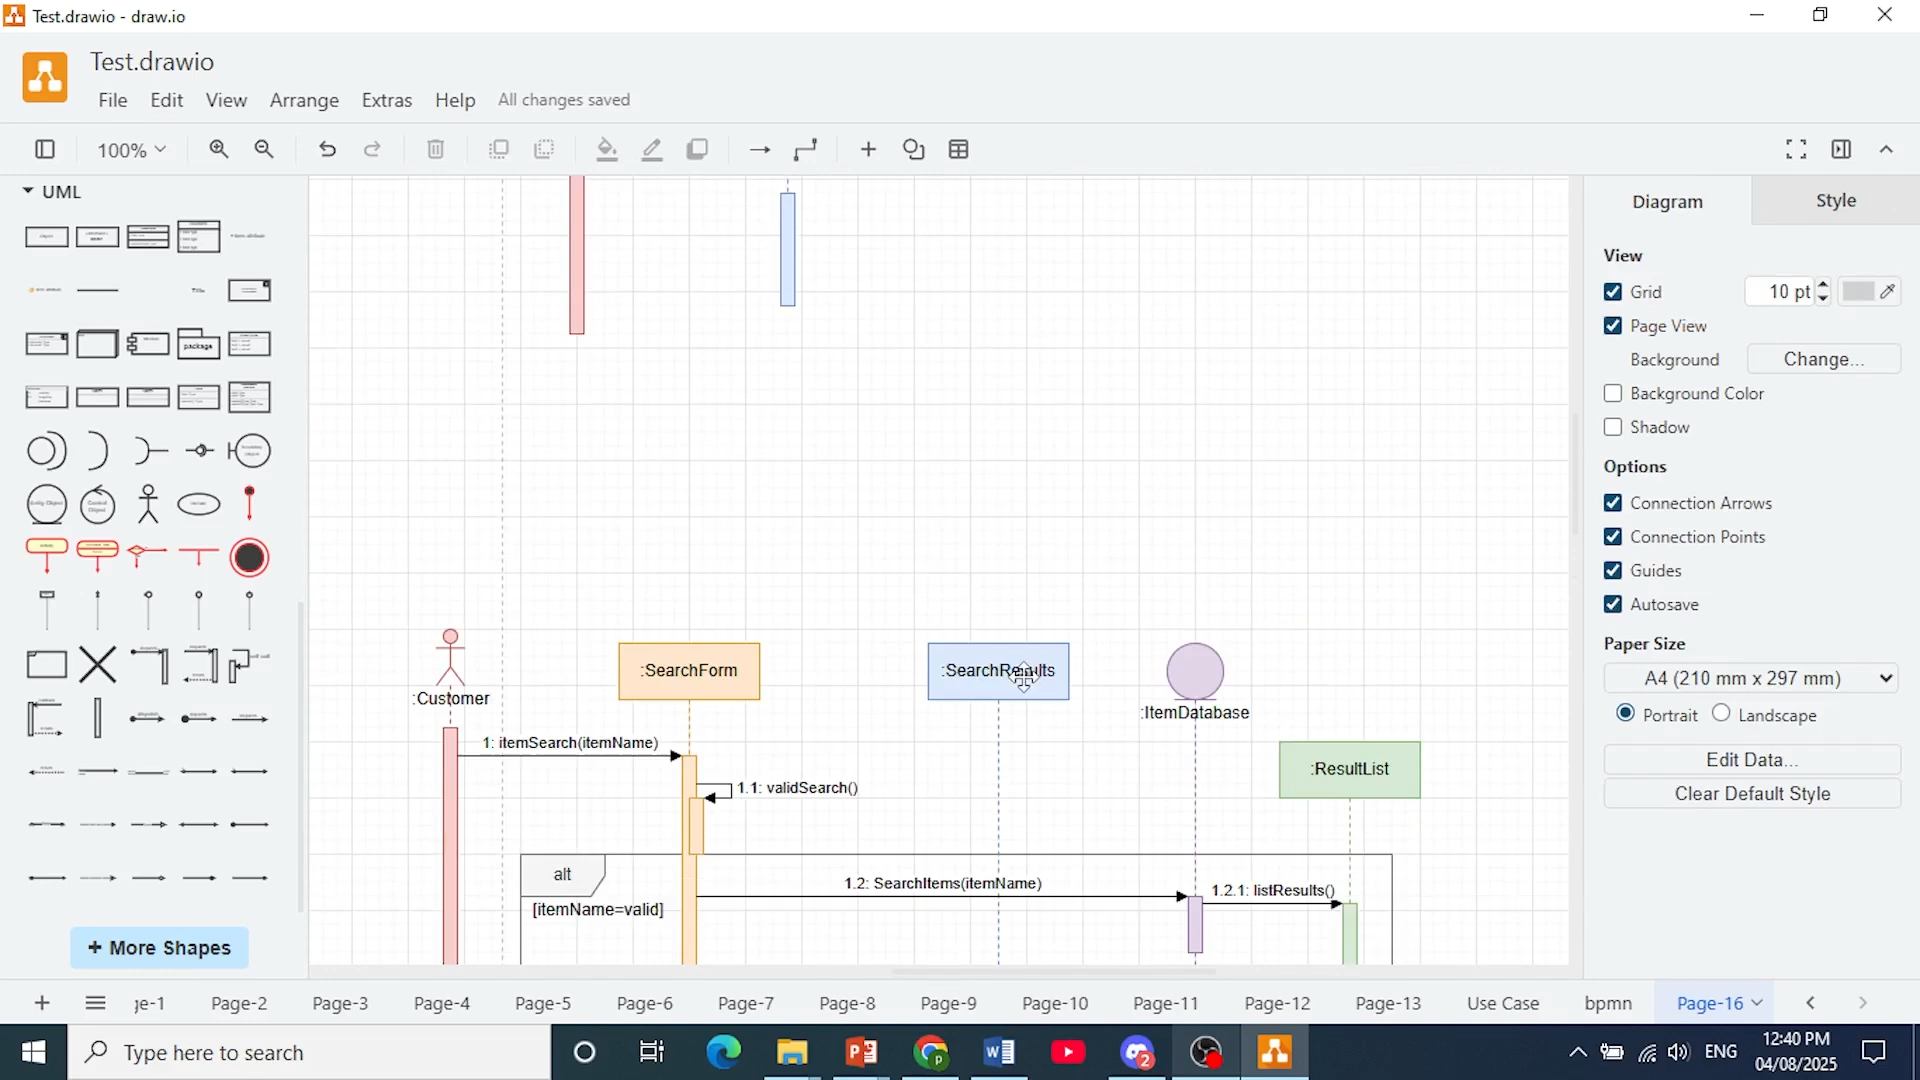 Test.drawio - draw.io
Test.drawio
File Edit View Arrange Extras Help All changes saved
100%
UML
package
+ More Shapes
:Customer
:SearchForm
:SearchResults
:ItemDatabase
:ResultList
1: itemSearch(itemName)
1.1: validSearch()
alt
[itemName=valid]
1.2: SearchItems(itemName)
1.2.1: listResults()
Diagram Style
View
Grid 10 pt
Page View
Background Change...
Background Color
Shadow
Options
Connection Arrows
Connection Points
Guides
Autosave
Paper Size
A4 (210 mm x 297 mm)
Portrait Landscape
Edit Data...
Clear Default Style
ge-1 Page-2 Page-3 Page-4 Page-5 Page-6 Page-7 Page-8 Page-9 Page-10 Page-11 Page-12 Page-13 Use Case bpmn Page-16
Type here to search
2
ENG
12:40 PM
04/08/2025